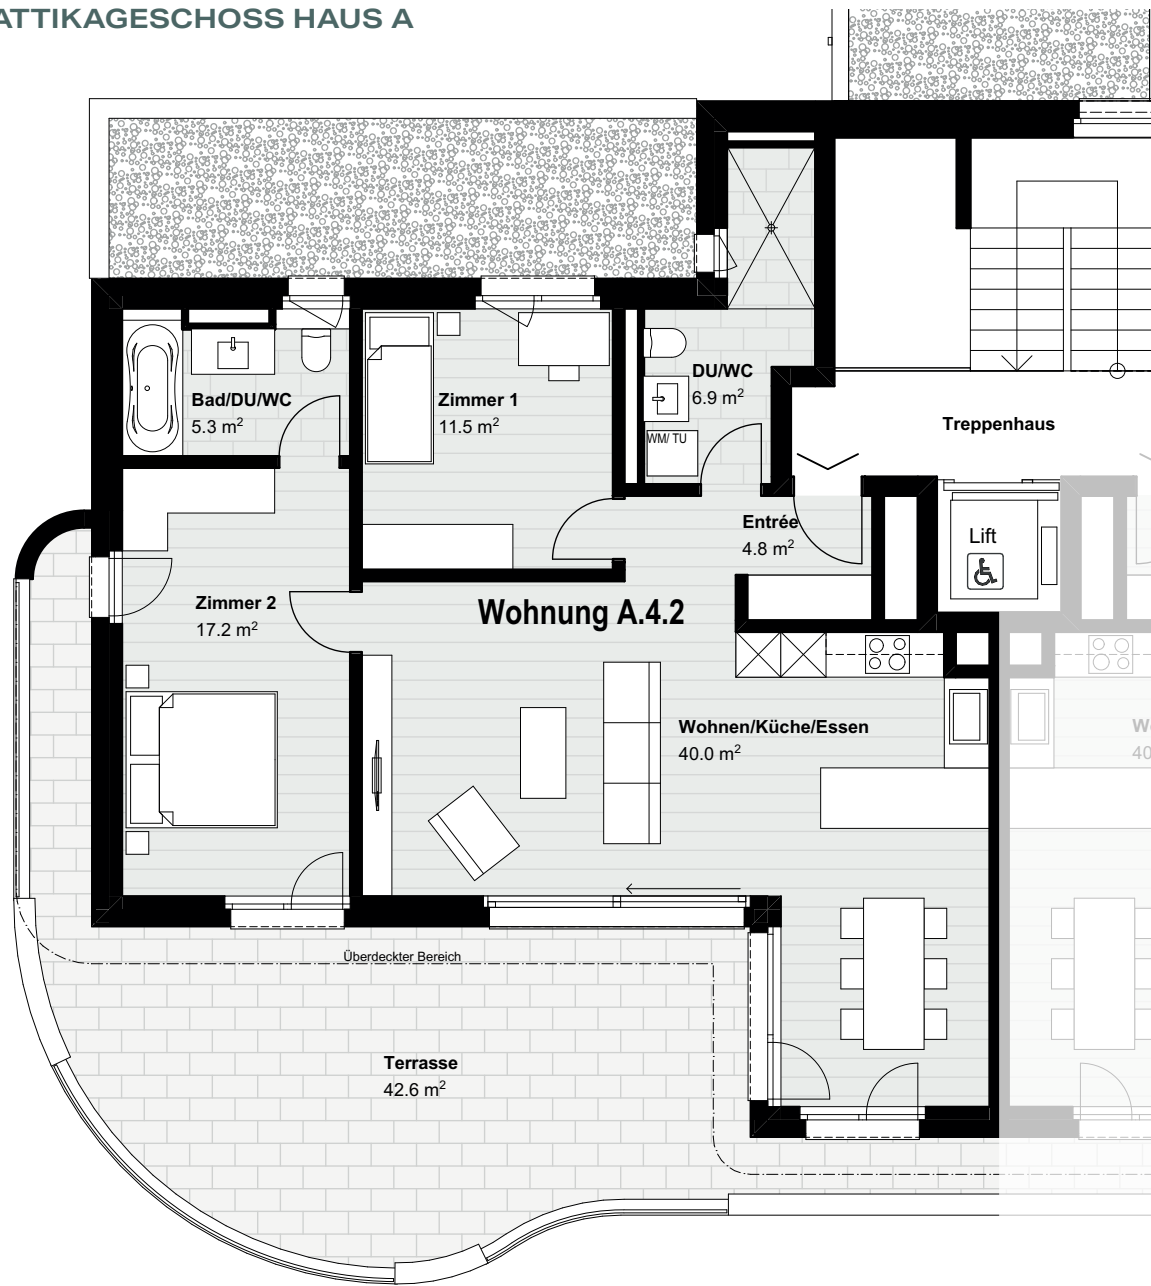 ATTIKAGESCHOSS HAUS A
Bad/DU/WC
5.3 m²
Zimmer 1
11.5 m²
DU/WC
6.9 m²
WM/ TU
Treppenhaus
Entrée
4.8 m²
Lift
Zimmer 2
17.2 m²
Wohnung A.4.2
Wohnen/Küche/Essen
40.0 m²
Wo
40
Überdeckter Bereich
Terrasse
42.6 m²